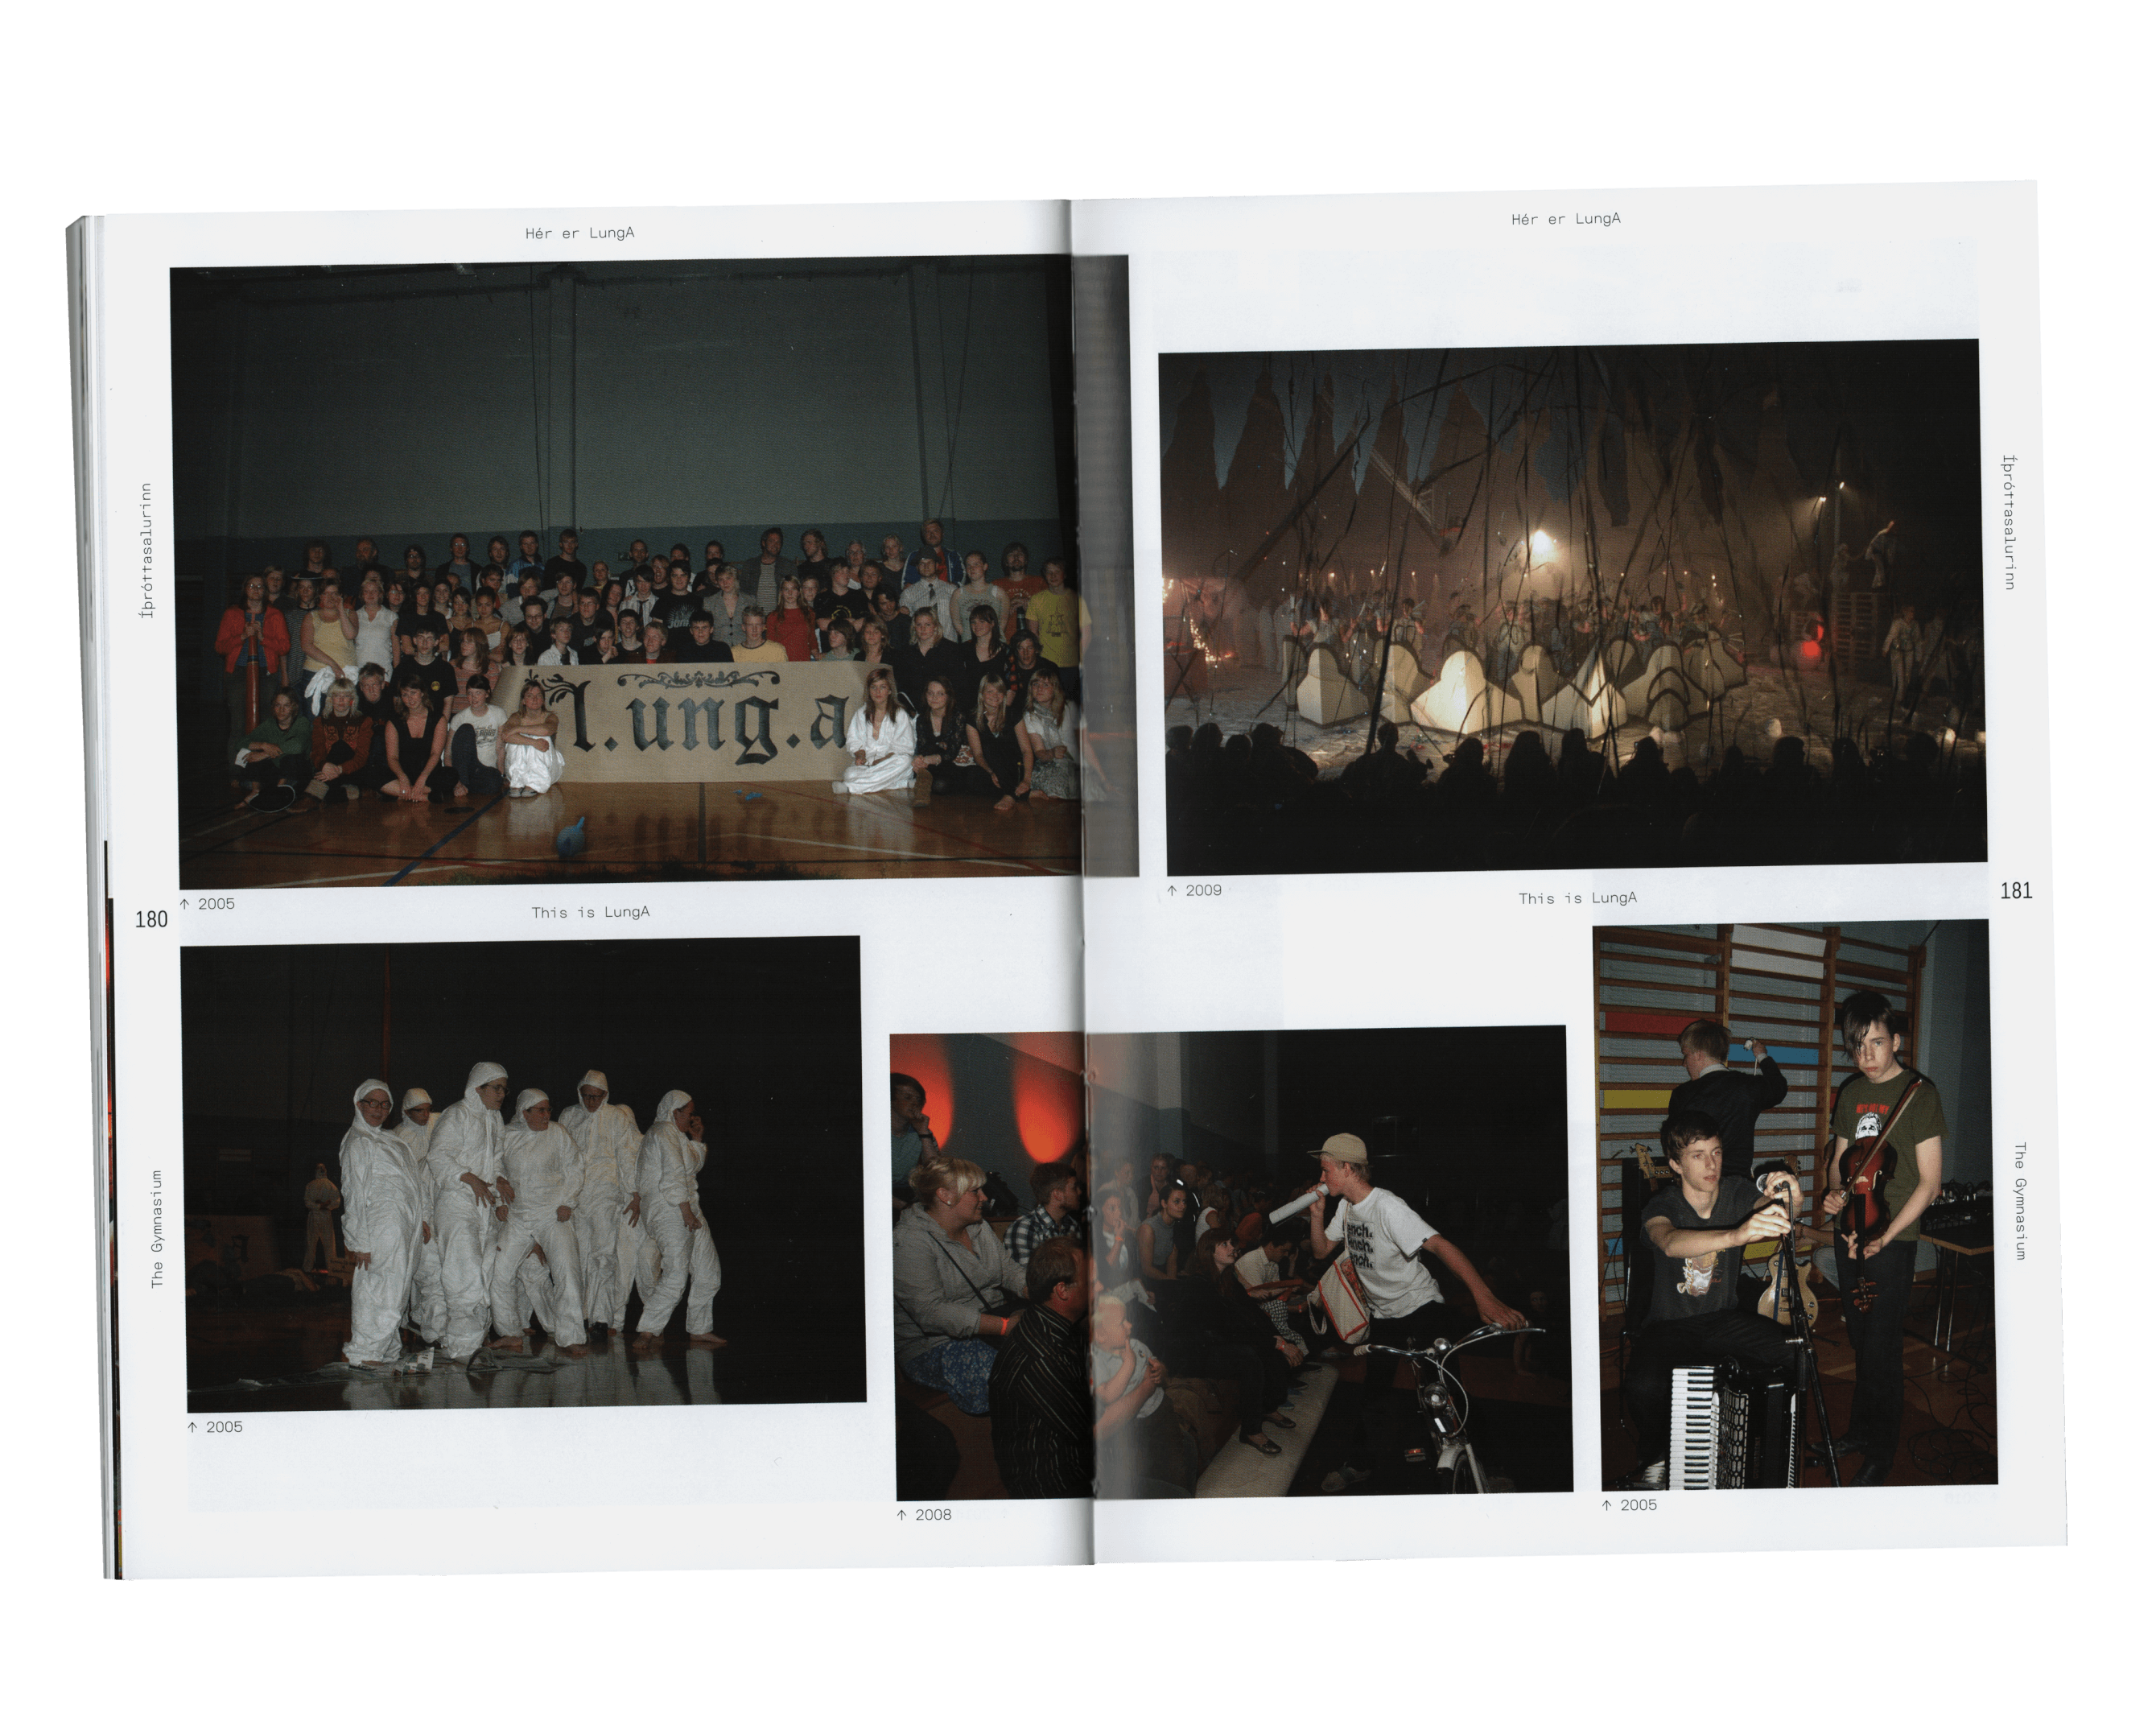 Hér er LungA
Íþróttasalurinn
l.ung.a
↑ 2005
180
This is LungA
The Gymnasium
↑ 2005
↑ 2008
Hér er LungA
Íþróttasalurinn
↑ 2009
This is LungA
181
The Gymnasium
↑ 2005